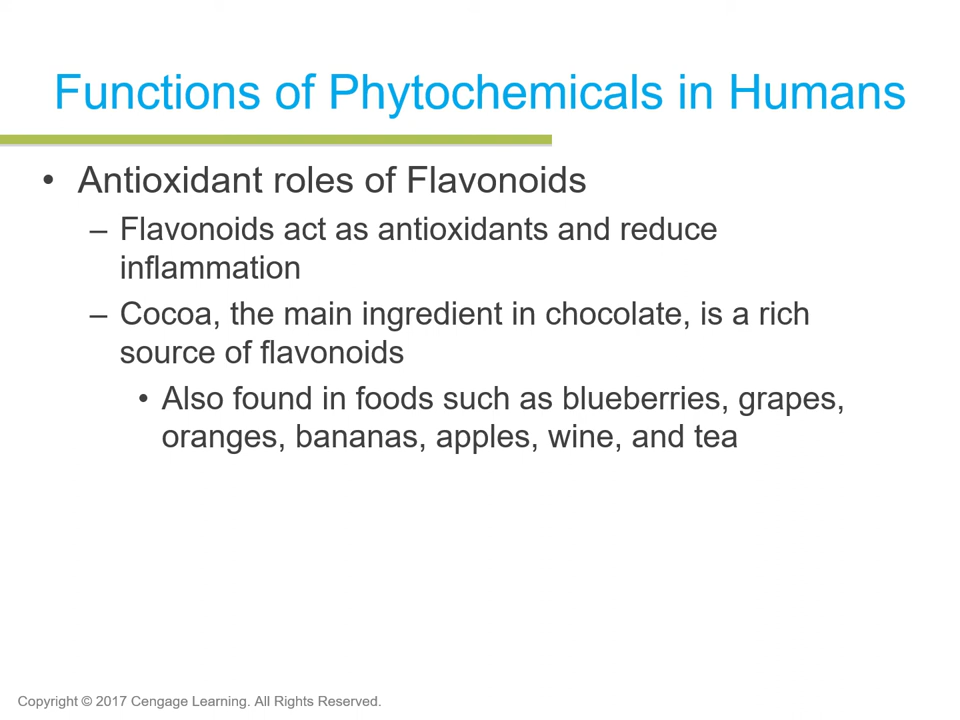 Functions of Phytochemicals in Humans
• Antioxidant roles of Flavonoids
– Flavonoids act as antioxidants and reduce
inflammation
– Cocoa, the main ingredient in chocolate, is a rich
source of flavonoids
• Also found in foods such as blueberries, grapes,
oranges, bananas, apples, wine, and tea
Copyright © 2017 Cengage Learning. All Rights Reserved.